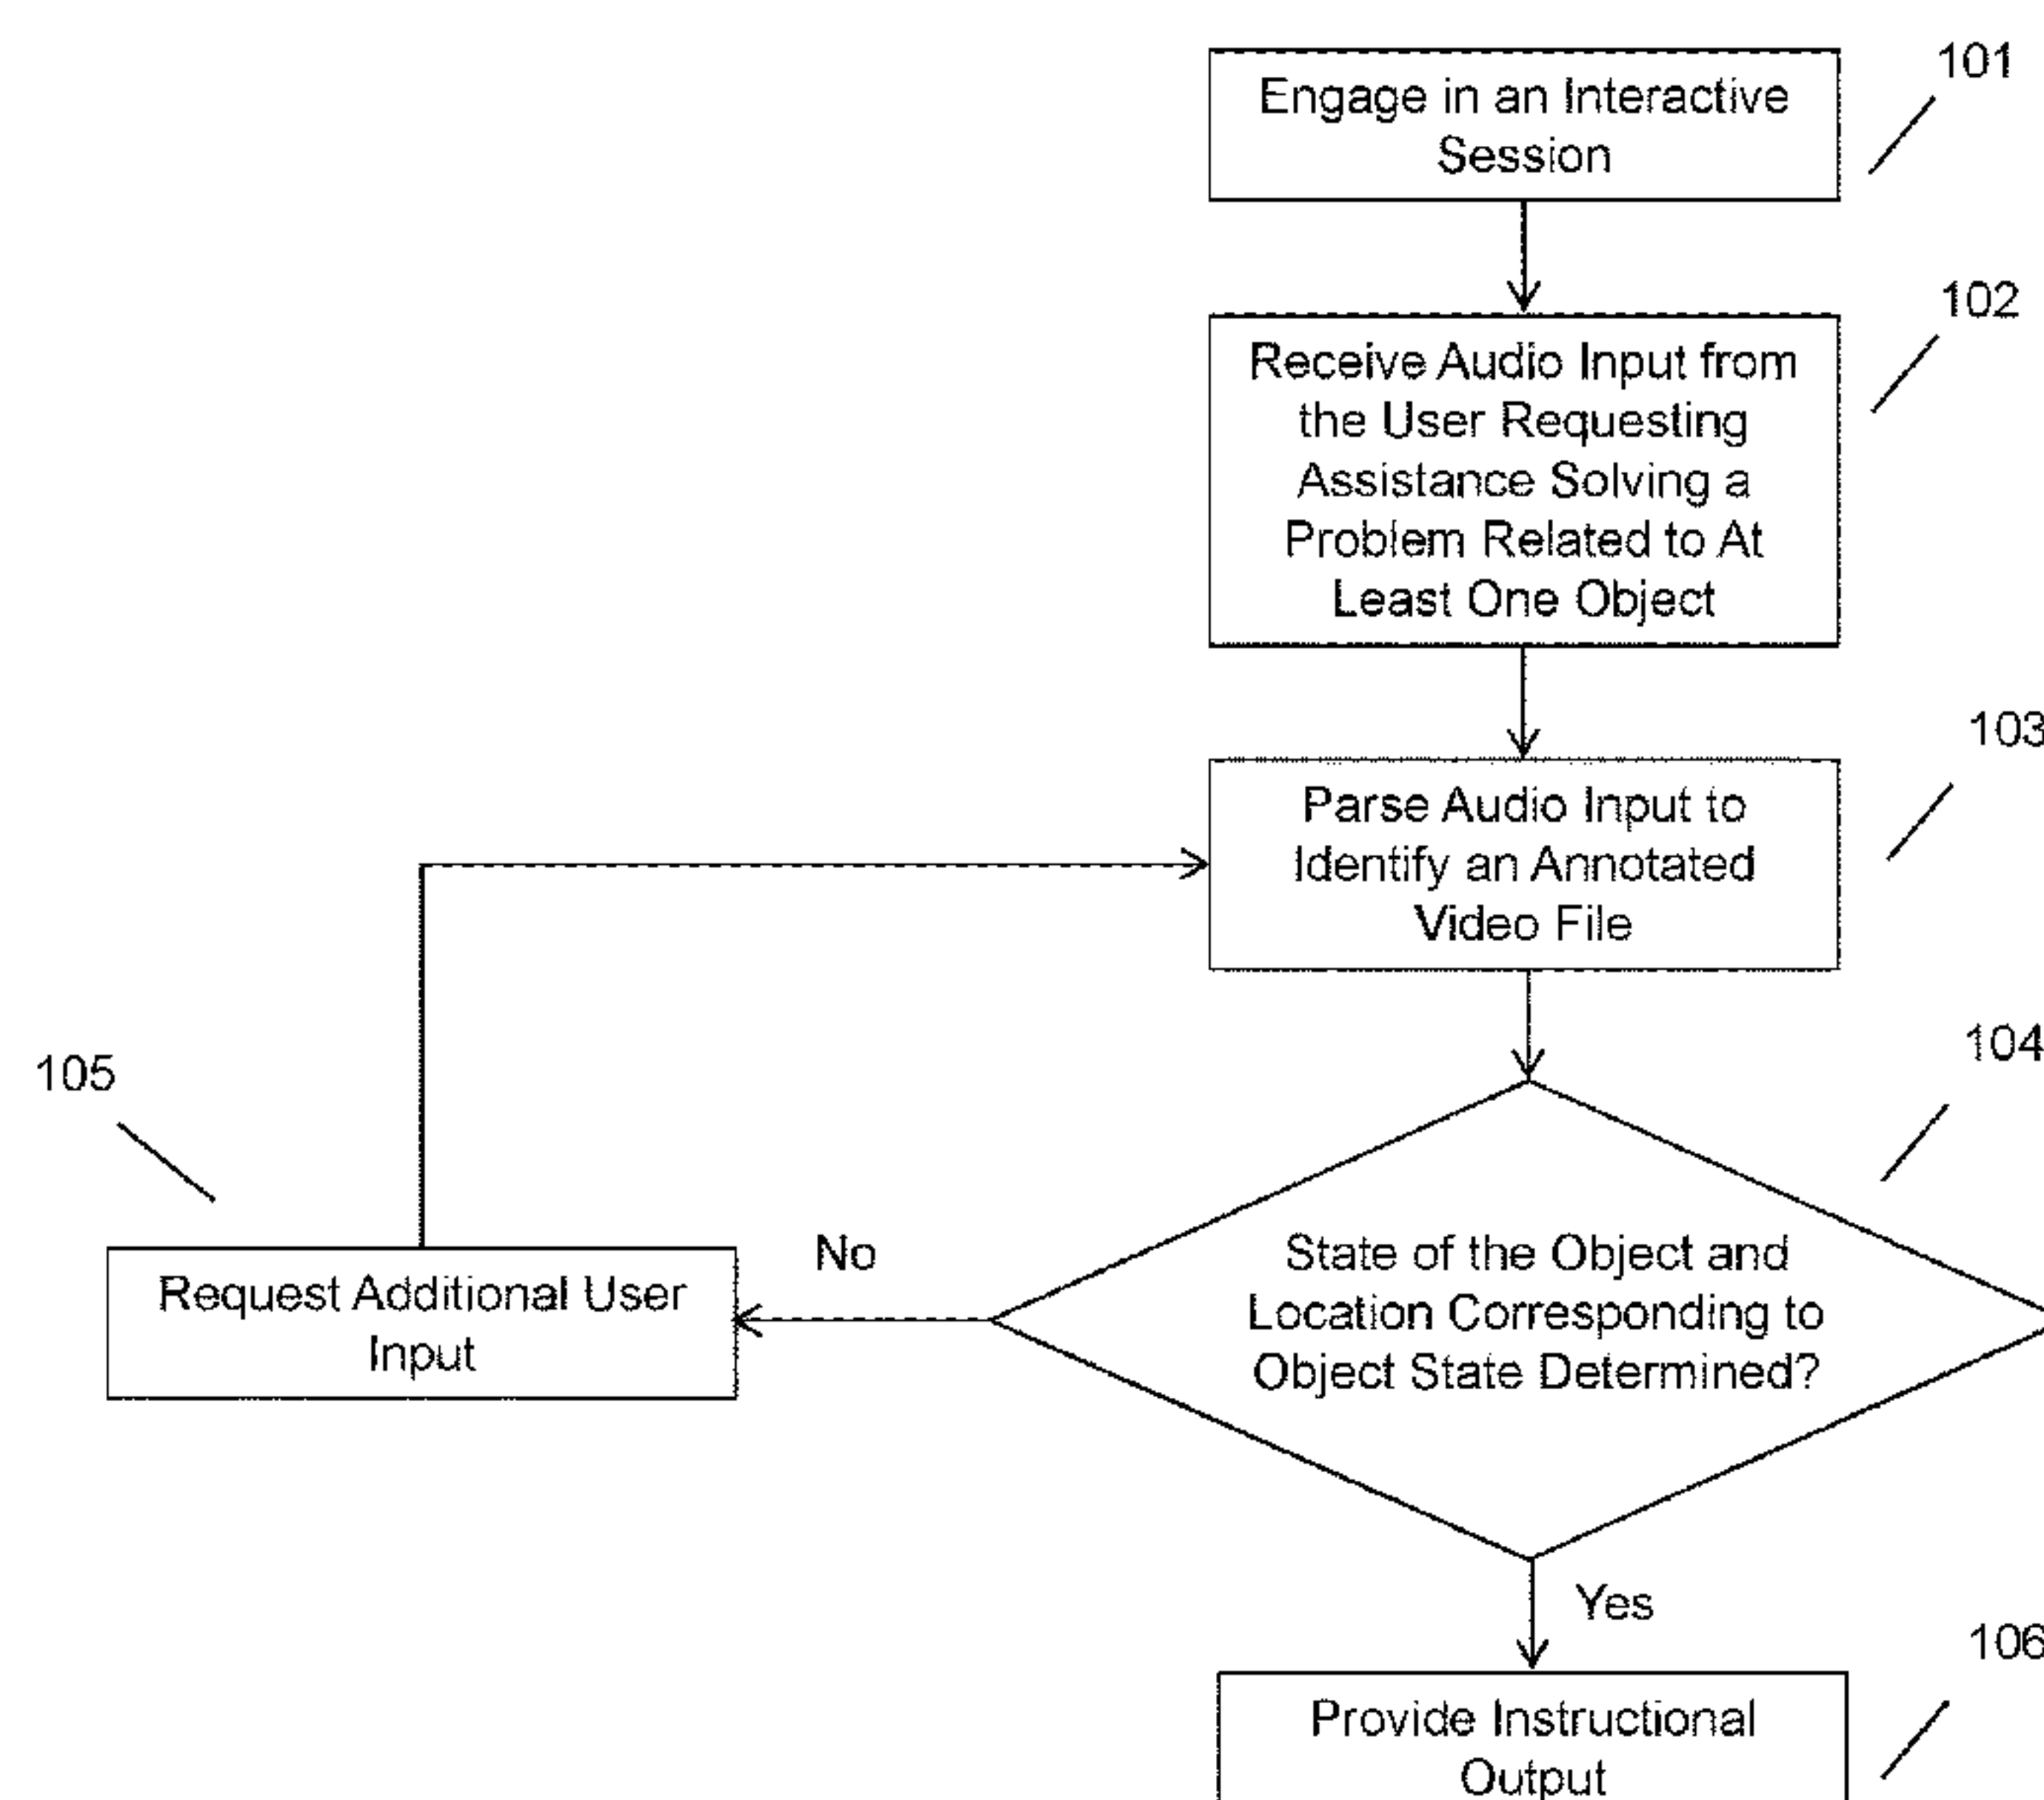 101
Engage in an Interactive
Session
102
Receive Audio Input from
the User Requesting
Assistance Solving a
Problem Related to At
Least One Object
103
Parse Audio Input to
Identify an Annotated
Video File
104
105
State of the Object and
Location Corresponding to
Object State Determined?
No
Request Additional User
Input
Yes
106
Provide Instructional
Output